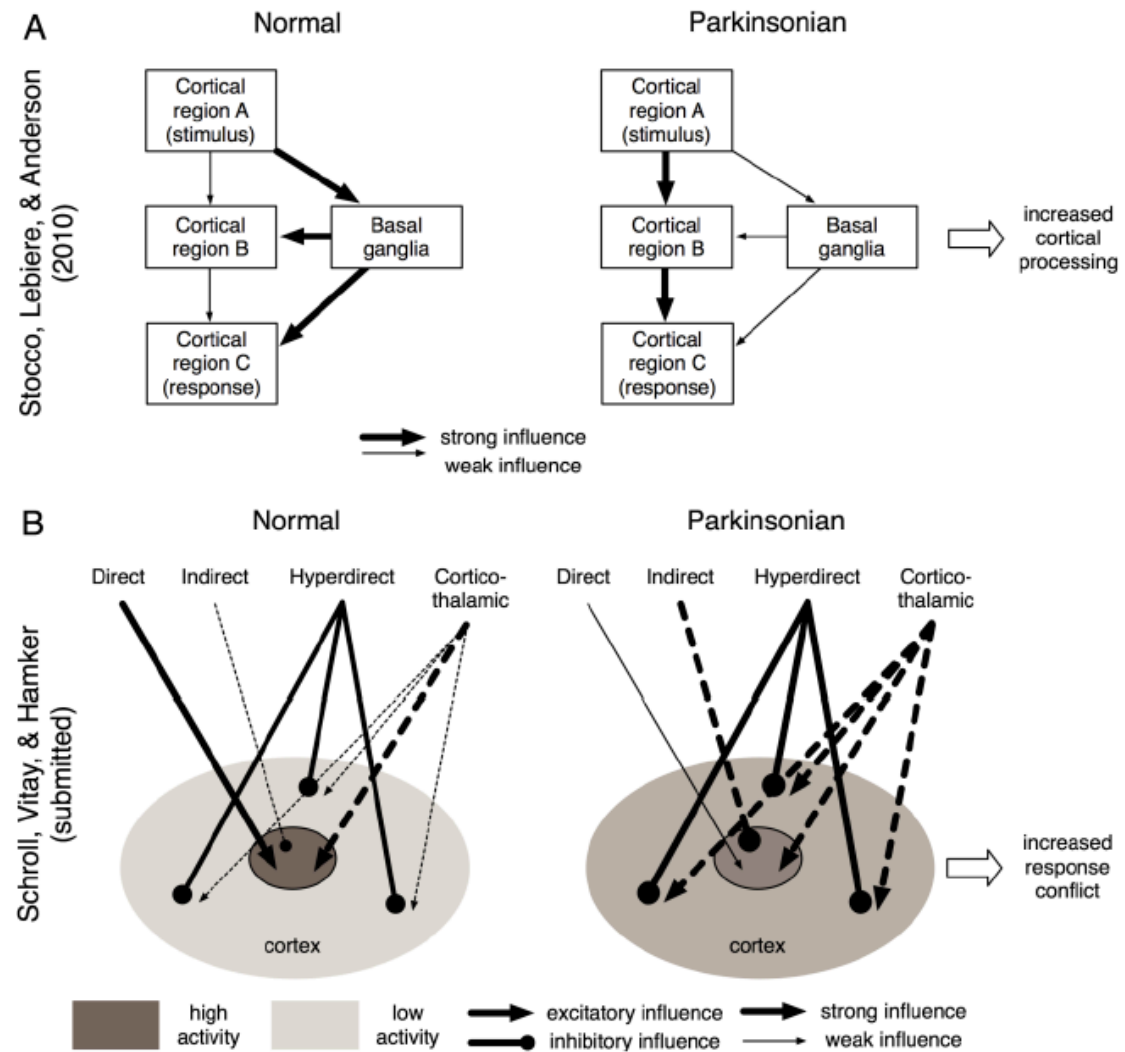 A
Normal
Parkinsonian
Stocco, Lebiere, & Anderson
(2010)
Cortical
region A
(stimulus)
Cortical
region B
Basal
ganglia
Cortical
region C
(response)
Cortical
region A
(stimulus)
Cortical
region B
Basal
ganglia
Cortical
region C
(response)
increased
cortical
processing
strong influence
weak influence
B
Normal
Parkinsonian
Schroll, Vitay, & Hamker
(submitted)
Direct
Indirect
Hyperdirect
Cortico-
thalamic
cortex
Direct
Indirect
Hyperdirect
Cortico-
thalamic
cortex
increased
response
conflict
high
activity
low
activity
excitatory influence
inhibitory influence
strong influence
weak influence